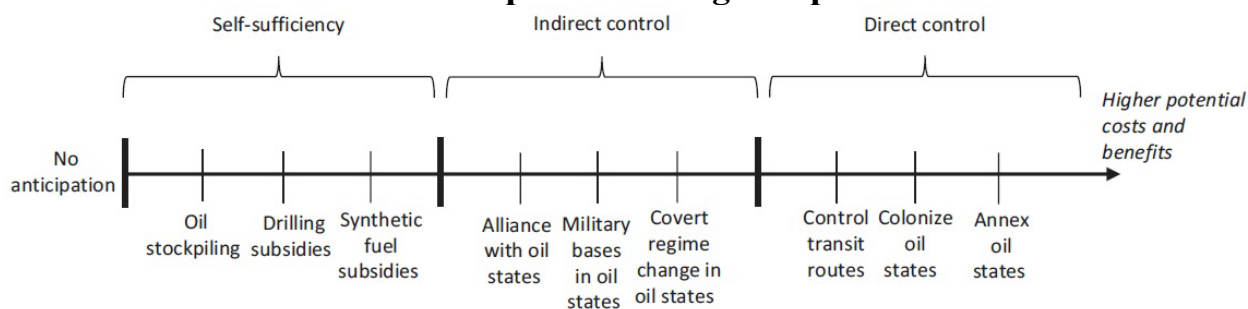 Self-sufficiency
Indirect control
Direct control
Higher potential
costs and
benefits
No
anticipation
Oil
stockpiling
Drilling
subsidies
Synthetic
fuel
subsidies
Alliance
with oil
states
Military
bases
in oil
states
Covert
regime
change in
oil states
Control
transit
routes
Colonize
oil
states
Annex
oil
states